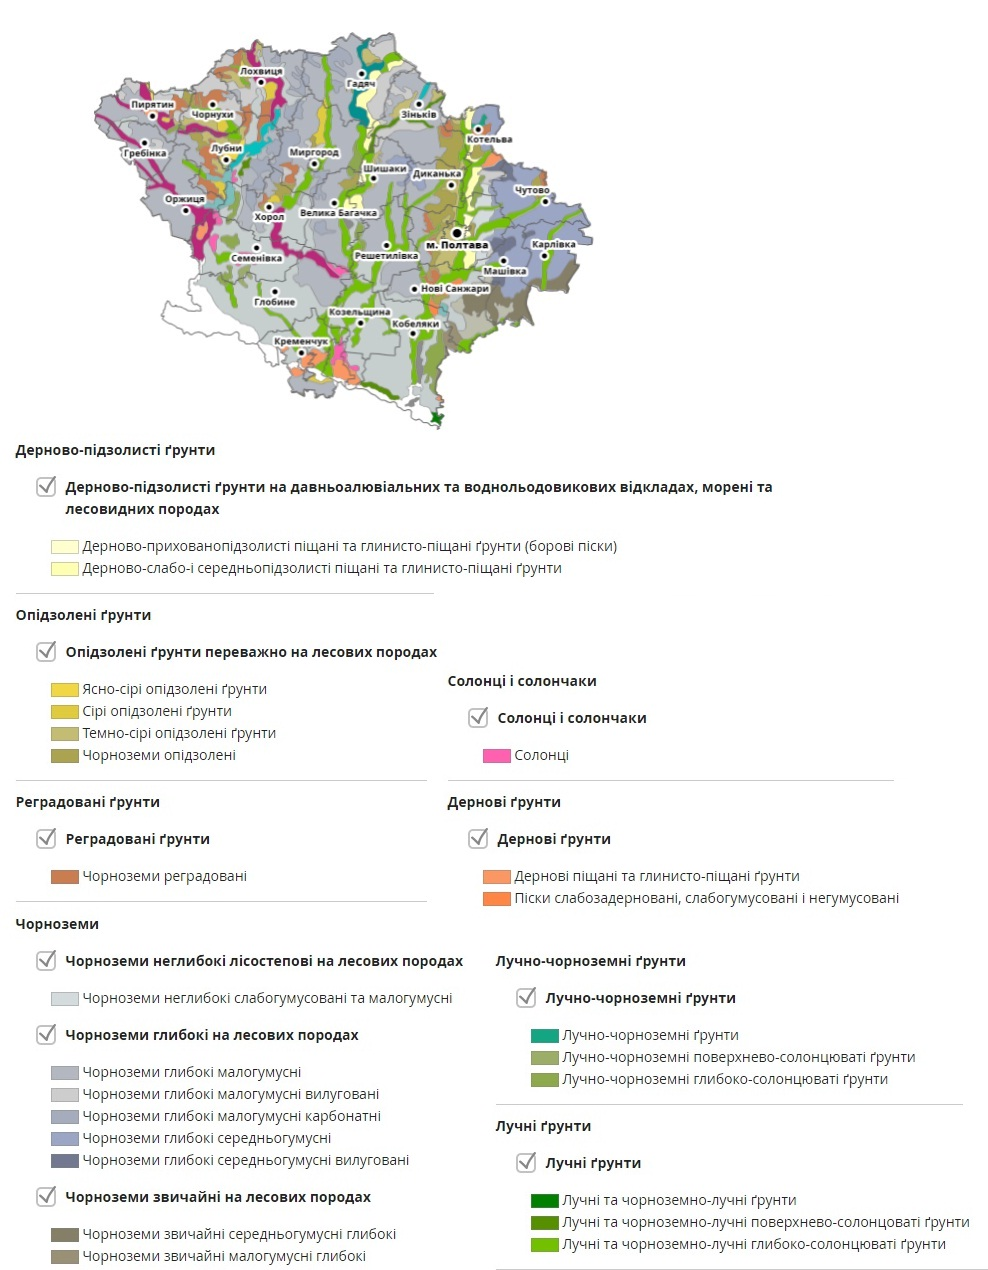 Лохвиця
Гадяч
Пирятин
Чорнухи
Зіньків
Котельва
Гребінка
Лубни
Миргород
Шишаки
Диканька
Чутово
Оржиця
Хорол
Велика Багачка
м. Полтава
Карлівка
Семенівка
Решетилівка
Машівка
Нові Санжари
Глобине
Козельщина
Кобеляки
Кременчук
Дерново-підзолисті ґрунти
Дерново-підзолисті ґрунти на давньоалювіальних та воднольодовикових відкладах, морені та
лесовидних породах
Дерново-прихованопідзолисті піщані та глинисто-піщані ґрунти (борові піски)
Дерново-слабо-і середньопідзолисті піщані та глинисто-піщані ґрунти
Опідзолені ґрунти
Опідзолені ґрунти переважно на лесових породах
Ясно-сірі опідзолені ґрунти
Сірі опідзолені ґрунти
Темно-сірі опідзолені ґрунти
Чорноземи опідзолені
Солонці і солончаки
Солонці і солончаки
Солонці
Реградовані ґрунти
Реградовані ґрунти
Чорноземи реградовані
Дернові ґрунти
Дернові ґрунти
Дернові піщані та глинисто-піщані ґрунти
Піски слабозадерновані, слабогумусовані і негумусовані
Чорноземи
Чорноземи неглибокі лісостепові на лесових породах
Чорноземи неглибокі слабогумусовані та малогумусні
Чорноземи глибокі на лесових породах
Чорноземи глибокі малогумусні
Чорноземи глибокі малогумусні вилуговані
Чорноземи глибокі малогумусні карбонатні
Чорноземи глибокі середньогумусні
Чорноземи глибокі середньогумусні вилуговані
Чорноземи звичайні на лесових породах
Чорноземи звичайні середньогумусні глибокі
Чорноземи звичайні малогумусні глибокі
Лучно-чорноземні ґрунти
Лучно-чорноземні ґрунти
Лучно-чорноземні ґрунти
Лучно-чорноземні поверхнево-солонцюваті ґрунти
Лучно-чорноземні глибоко-солонцюваті ґрунти
Лучні ґрунти
Лучні ґрунти
Лучні та чорноземно-лучні ґрунти
Лучні та чорноземно-лучні поверхнево-солонцоваті ґрунти
Лучні та чорноземно-лучні глибоко-солонцюваті ґрунти